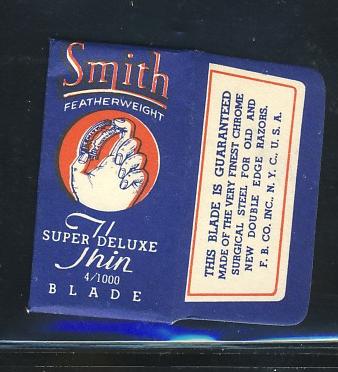 Smith
FEATHERWEIGHT
SUPER DELUXE
Thin
4/1000
BLADE
THIS BLADE IS GUARANTEED
MADE OF THE VERY FINEST CHROME
SURGICAL STEEL FOR OLD AND
NEW DOUBLE EDGE RAZORS.
F. B. CO. INC., N. Y. C., U. S. A.